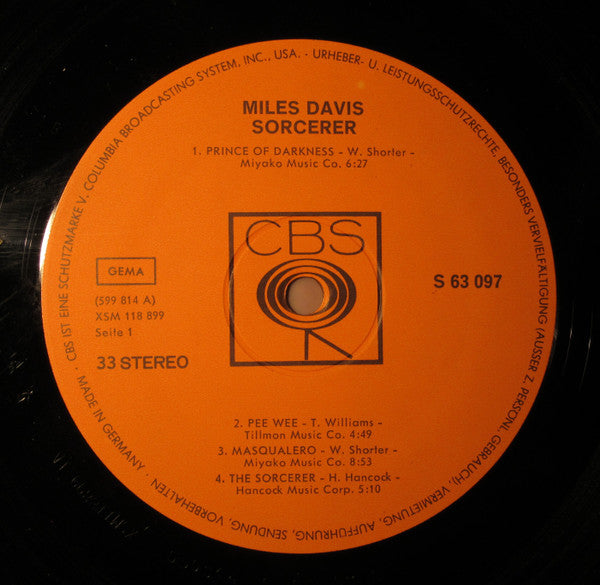 · CBS IST EINE SCHUTZMARKE V. COLUMBIA BROADCASTING SYSTEM, INC., USA. · URHEBER- U. LEISTUNGSSCHUTZRECHTE, BESONDERS VERVIELFÄLTIGUNG (AUSSER Z. PERSÖNL. GEBRAUCH), VERMIETUNG, AUFFÜHRUNG, SENDUNG, VORBEHALTEN · MADE IN GERMANY
MILES DAVIS
SORCERER
1. PRINCE OF DARKNESS - W. Shorter -
Miyako Music Co. 6:27
CBS
GEMA
(599 814 A)
XSM 118 899
Seite 1
33 STEREO
S 63 097
2. PEE WEE - T. Williams -
Tillmon Music Co. 4:49
3. MASQUALERO - W. Shorter -
Miyako Music Co. 8:53
4. THE SORCERER - H. Hancock -
Hancock Music Corp. 5:10